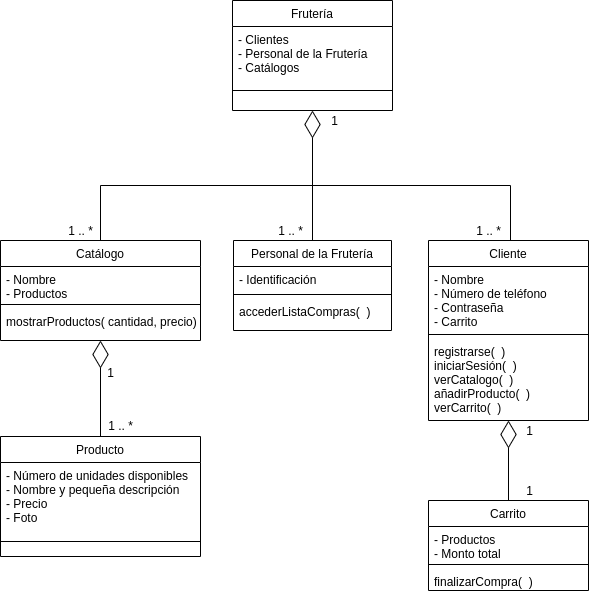 Frutería
- Clientes
- Personal de la Frutería
- Catálogos
1
1 .. *
1 .. *
1 .. *
Catálogo
- Nombre
- Productos
mostrarProductos( cantidad, precio)
Personal de la Frutería
- Identificación
accederListaCompras(  )
Cliente
- Nombre
- Número de teléfono
- Contraseña
- Carrito
registrarse(  )
iniciarSesión(  )
verCatalogo(  )
añadirProducto(  )
verCarrito(  )
1
1 .. *
Producto
- Número de unidades disponibles
- Nombre y pequeña descripción
- Precio
- Foto
1
1
Carrito
- Productos
- Monto total
finalizarCompra(  )